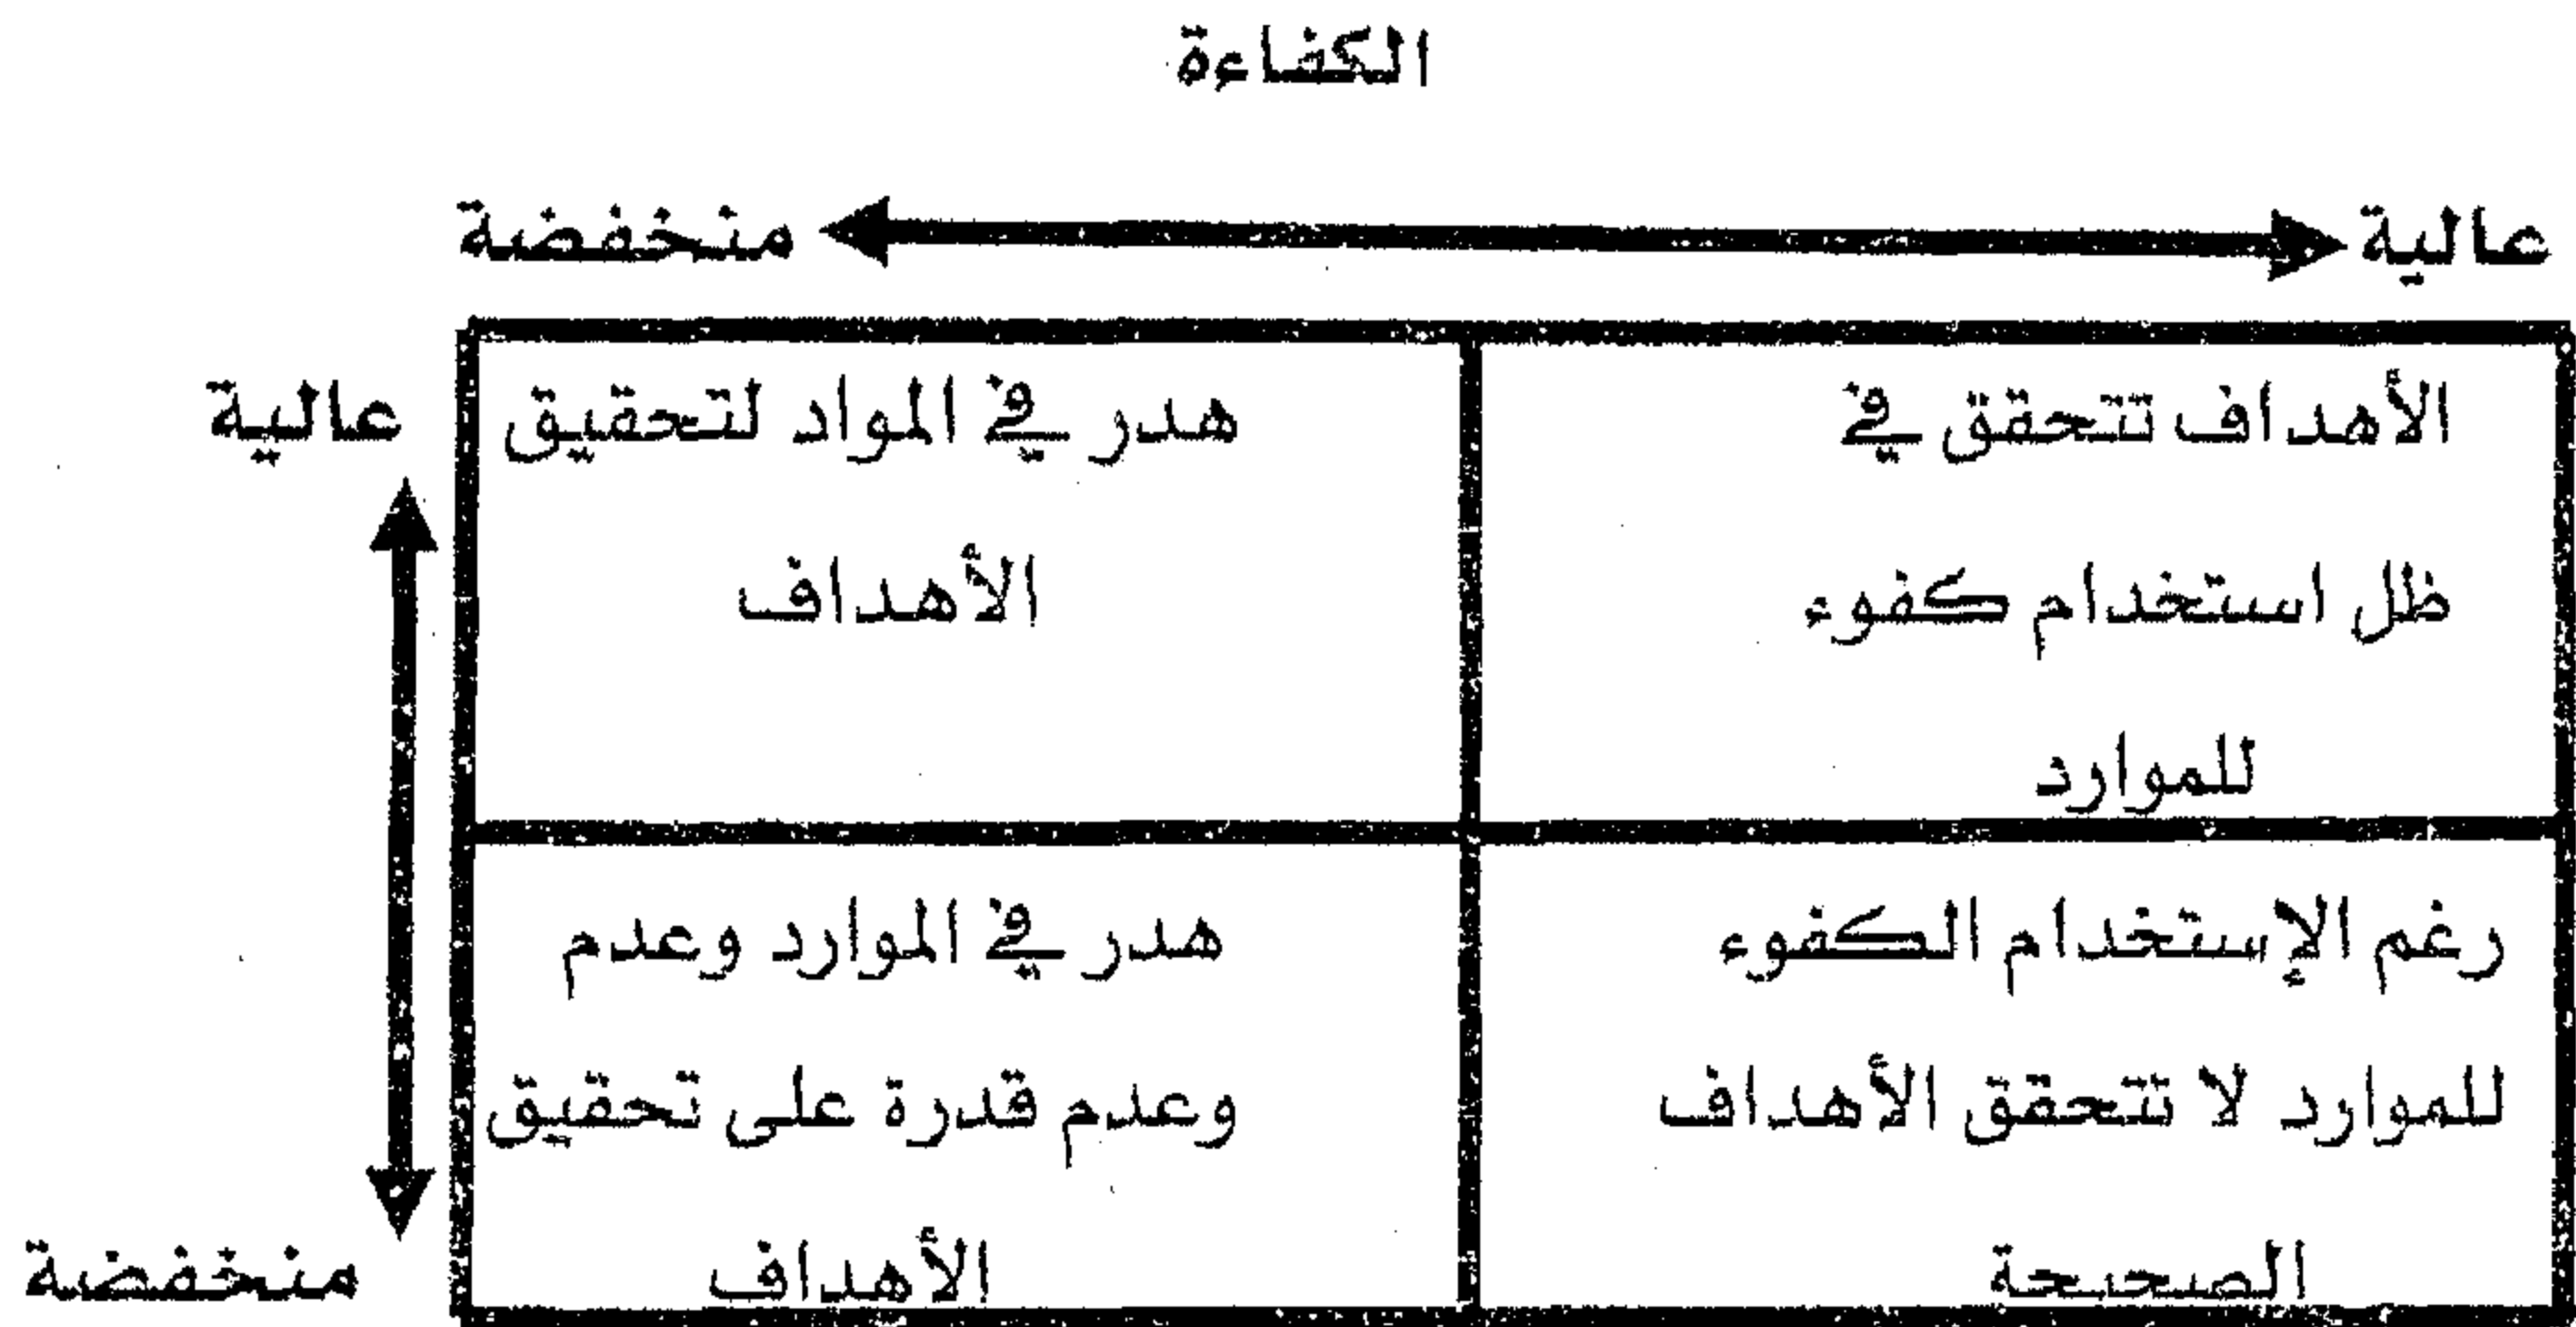 الكفاءة
عالية
منخفضة
الأهداف تتحقق في
ظل استخدام كفوء
للموارد
هدر في المواد لتحقيق
الأهداف
عالية
رغم الإستخدام الكفوء
للموارد لا تتحقق الأهداف
الصحيحة
هدر في الموارد وعدم
وعدم قدرة على تحقيق
الأهداف
منخفضة